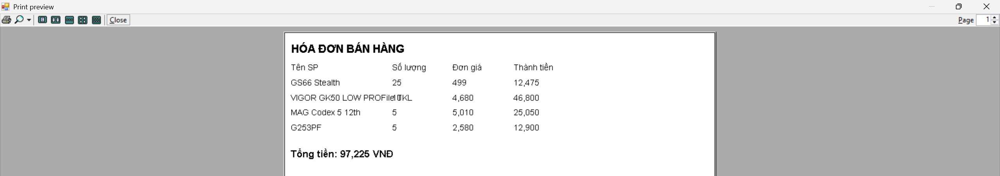 Print preview
Close Page 1
HÓA ĐƠN BÁN HÀNG
Tên SP Số lượng Đơn giá Thành tiền
GS66 Stealth 25 499 12,475
VIGOR GK50 LOW PROFile TKL 10 4,680 46,800
MAG Codex 5 12th 5 5,010 25,050
G253PF 5 2,580 12,900
Tổng tiền: 97,225 VNĐ